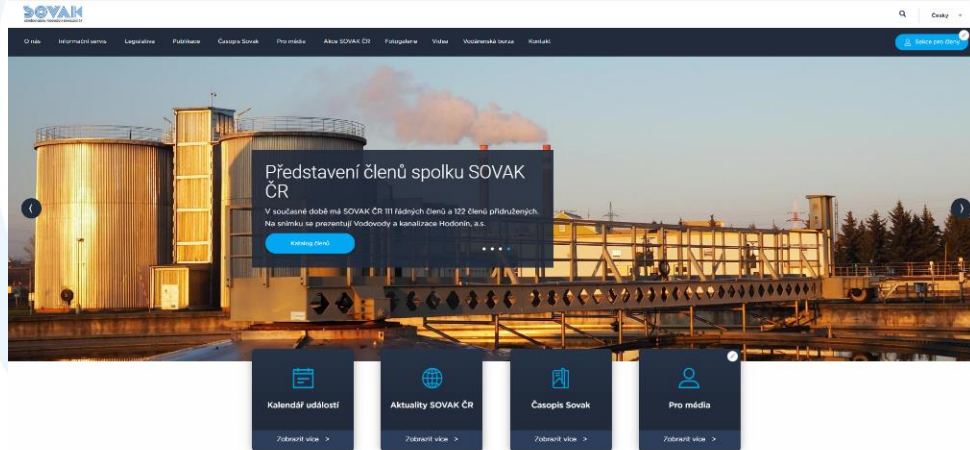 SOVAK
Česky
O nás
Informační servis
Legislativa
Publikace
Časopis Sovak
Pro média
Akce SOVAK ČR
Fotogalerie
Videa
Vodárenská burza
Kontakt
Sekce pro členy
Představení členů spolku SOVAK
ČR
V současné době má SOVAK ČR 111 řádných členů a 122 členů přidružených.
Na snímku se prezentují Vodovody a kanalizace Hodonín, a.s.
Katalog členů
Kalendář událostí
Zobrazit více >
Aktuality SOVAK ČR
Zobrazit více >
Časopis Sovak
Zobrazit více >
Pro média
Zobrazit více >